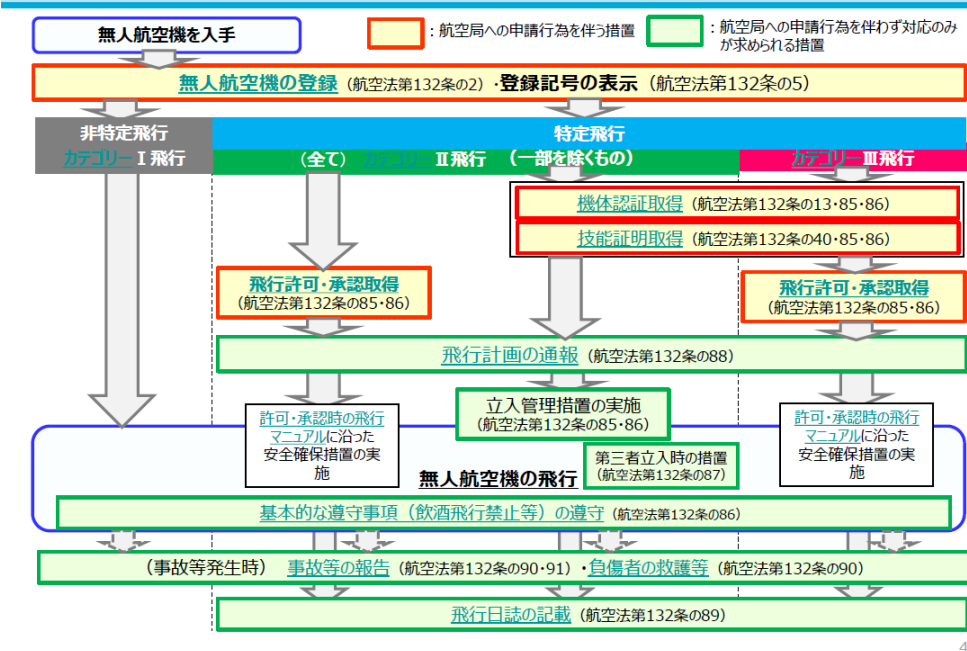 無人航空機を入手
：航空局への申請行為を伴う措置
：航空局への申請行為を伴わず対応のみ
が求められる措置
無人航空機の登録（航空法第132条の2）・登録記号の表示（航空法第132条の5）
非特定飛行
カテゴリーⅠ飛行
特定飛行
（全て） カテゴリーⅡ飛行 （一部を除くもの）
カテゴリーⅢ飛行
機体認証取得（航空法第132条の13・85・86）
技能証明取得（航空法第132条の40・85・86）
飛行許可・承認取得
（航空法第132条の85・86）
飛行許可・承認取得
（航空法第132条の85・86）
飛行計画の通報（航空法第132条の88）
立入管理措置の実施
（航空法第132条の85・86）
許可・承認時の飛行
マニュアルに沿った
安全確保措置の実
施
許可・承認時の飛行
マニュアルに沿った
安全確保措置の実
施
第三者立入時の措置
（航空法第132条の87）
無人航空機の飛行
基本的な遵守事項（飲酒飛行禁止等）の遵守（航空法第132条の86）
（事故等発生時） 事故等の報告（航空法第132条の90・91）・負傷者の救護等（航空法第132条の90）
飛行日誌の記載（航空法第132条の89）
4